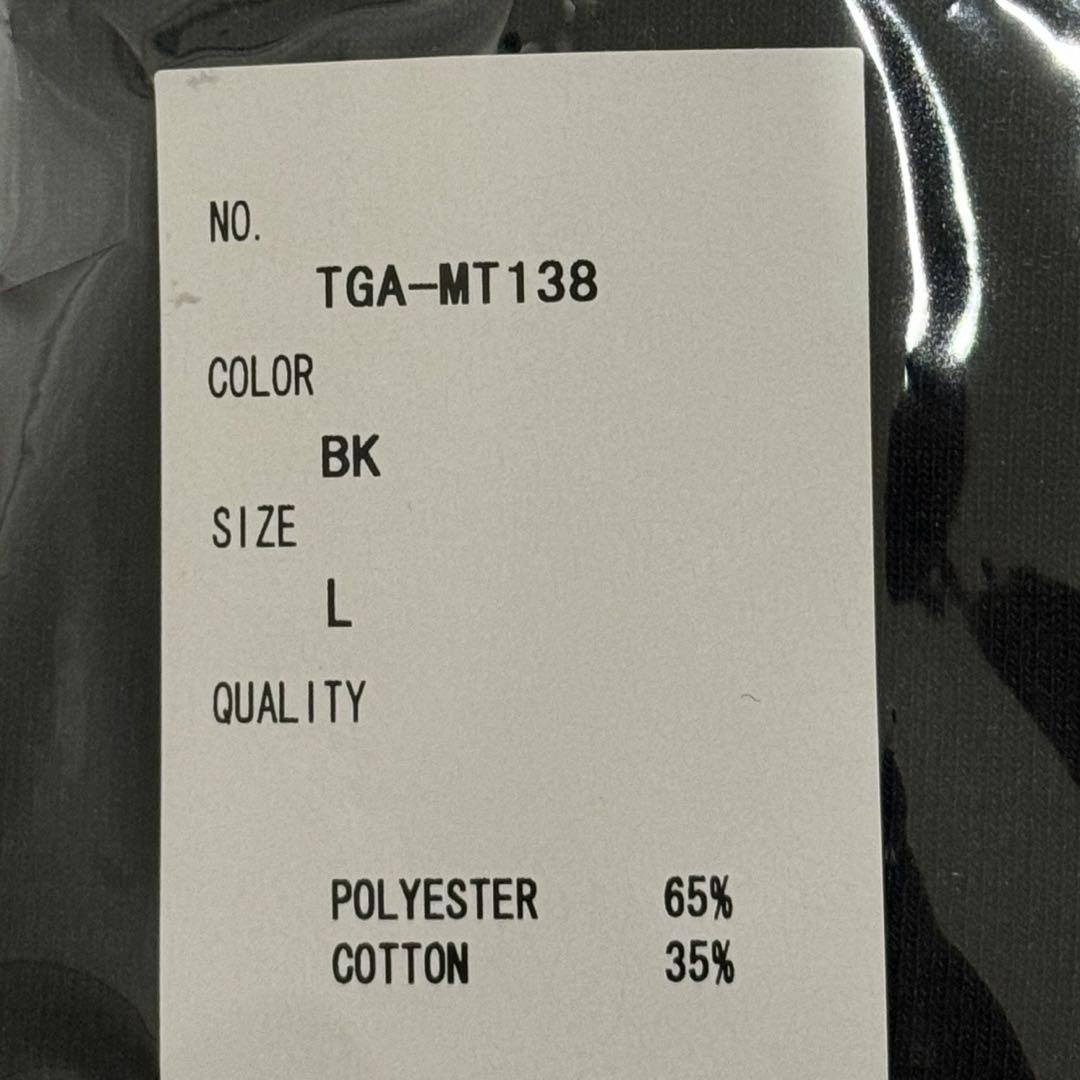 NO.
TGA-MT138
COLOR
BK
SIZE
L
QUALITY
POLYESTER 65%
COTTON 35%